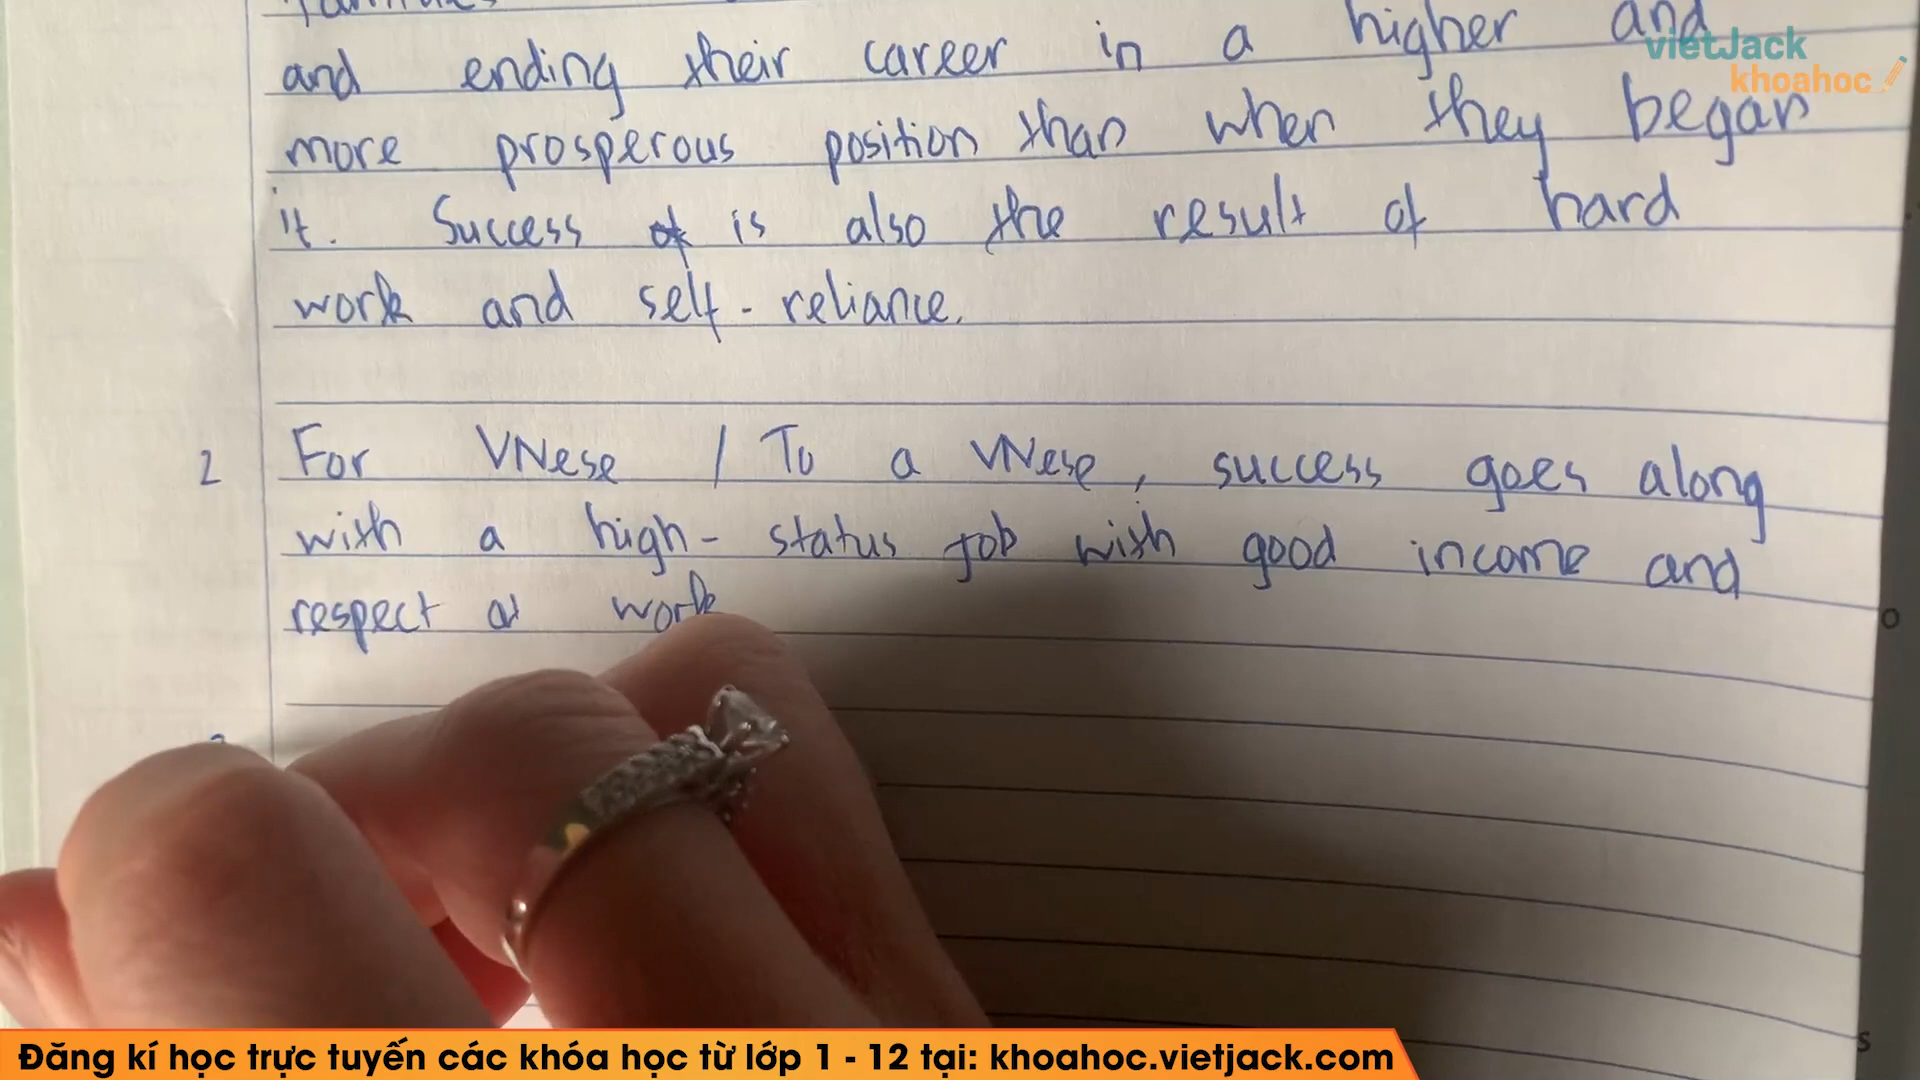 and ending their career in a higher and
more prosperous position than when they began
it. Success is also the result of hard
work and self-reliance.
2 For VNese / To a VNese, success goes along
with a high-status job with good income and
respect at work
vietJack
khoahoc
Đăng kí học trực tuyến các khóa học từ lớp 1 - 12 tại: khoahoc.vietjack.com